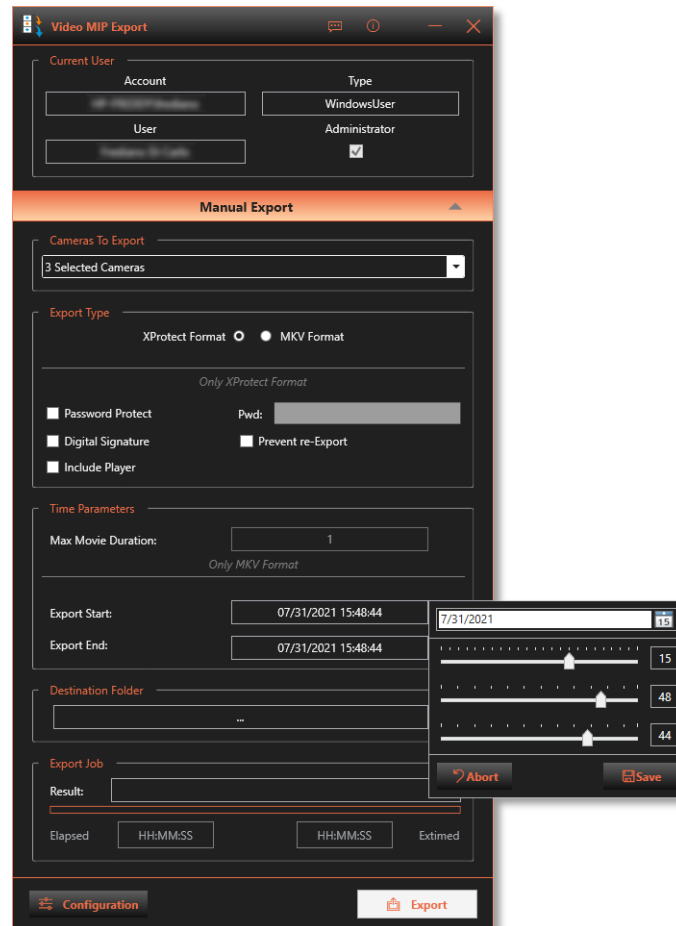 Video MIP Export
Current User
Account Type
WindowsUser
User Administrator
Manual Export
Cameras To Export
3 Selected Cameras
Export Type
XProtect Format MKV Format
Only XProtect Format
Password Protect Pwd:
Digital Signature Prevent re-Export
Include Player
Time Parameters
Max Movie Duration: 1
Only MKV Format
Export Start: 07/31/2021 15:48:44
Export End: 07/31/2021 15:48:44
7/31/2021 15
15
48
44
Abort Save
Destination Folder
...
Export Job
Result:
Elapsed HH:MM:SS HH:MM:SS Extimed
Configuration Export